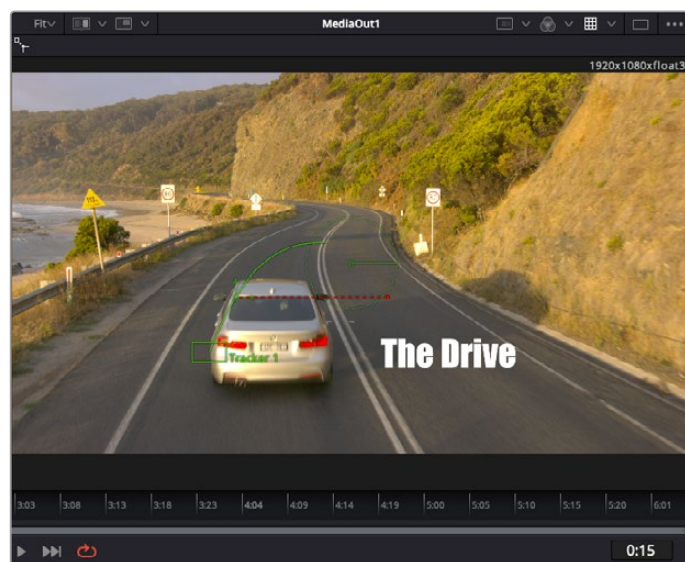 Fit
MediaOut1
1920x1080xfloat3
Tracker 1
The Drive
3:03 3:08 3:13 3:18 3:23 4:04 4:09 4:14 4:19 5:00 5:05 5:10 5:15 5:20 6:01
0:15